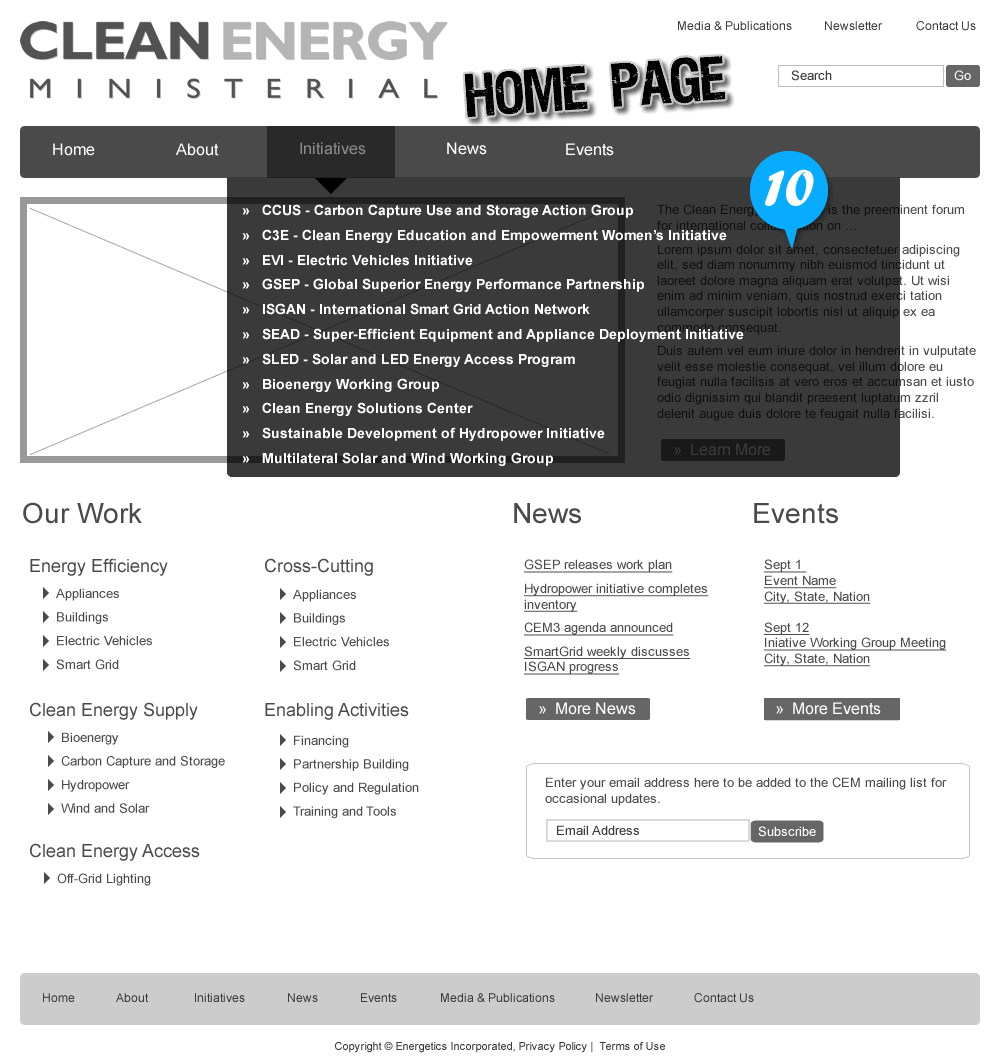 CLEAN ENERGY
MINISTERIAL
HOME PAGE
Media & Publications
Newsletter
Contact Us
Search
Go
Home
About
Initiatives
News
Events
10
» CCUS - Carbon Capture Use and Storage Action Group
» C3E - Clean Energy Education and Empowerment Women's Initiative
» EVI - Electric Vehicles Initiative
» GSEP - Global Superior Energy Performance Partnership
» ISGAN - International Smart Grid Action Network
» SEAD - Super-Efficient Equipment and Appliance Deployment Initiative
» SLED - Solar and LED Energy Access Program
» Bioenergy Working Group
» Clean Energy Solutions Center
» Sustainable Development of Hydropower Initiative
» Multilateral Solar and Wind Working Group
The Clean Energy is the preeminent forum
for international on ...
Lorem ipsum dolor sit amet, consectetuer adipiscing
elit, sed diam nonummy nibh euismod tincidunt ut
laoreet dolore magna aliquam erat volutpat. Ut wisi
enim ad minim veniam, quis nostrud exerci tation
ullamcorper suscipit lobortis nisl ut aliquip ex ea
commodo consequat.
Duis autem vel eum iriure dolor in hendrerit in vulputate
velit esse molestie consequat, vel illum dolore eu
feugiat nulla facilisis at vero eros et accumsan et iusto
odio dignissim qui blandit praesent luptatum zzril
delenit augue duis dolore te feugait nulla facilisi.
» Learn More
Our Work
Energy Efficiency
Appliances
Buildings
Electric Vehicles
Smart Grid
Cross-Cutting
Appliances
Buildings
Electric Vehicles
Smart Grid
Clean Energy Supply
Bioenergy
Carbon Capture and Storage
Hydropower
Wind and Solar
Enabling Activities
Financing
Partnership Building
Policy and Regulation
Training and Tools
Clean Energy Access
Off-Grid Lighting
News
GSEP releases work plan
Hydropower initiative completes
inventory
CEM3 agenda announced
SmartGrid weekly discusses
ISGAN progress
» More News
Events
Sept 1
Event Name
City, State, Nation
Sept 12
Iniative Working Group Meeting
City, State, Nation
» More Events
Enter your email address here to be added to the CEM mailing list for
occasional updates.
Email Address
Subscribe
Home
About
Initiatives
News
Events
Media & Publications
Newsletter
Contact Us
Copyright © Energetics Incorporated, Privacy Policy | Terms of Use